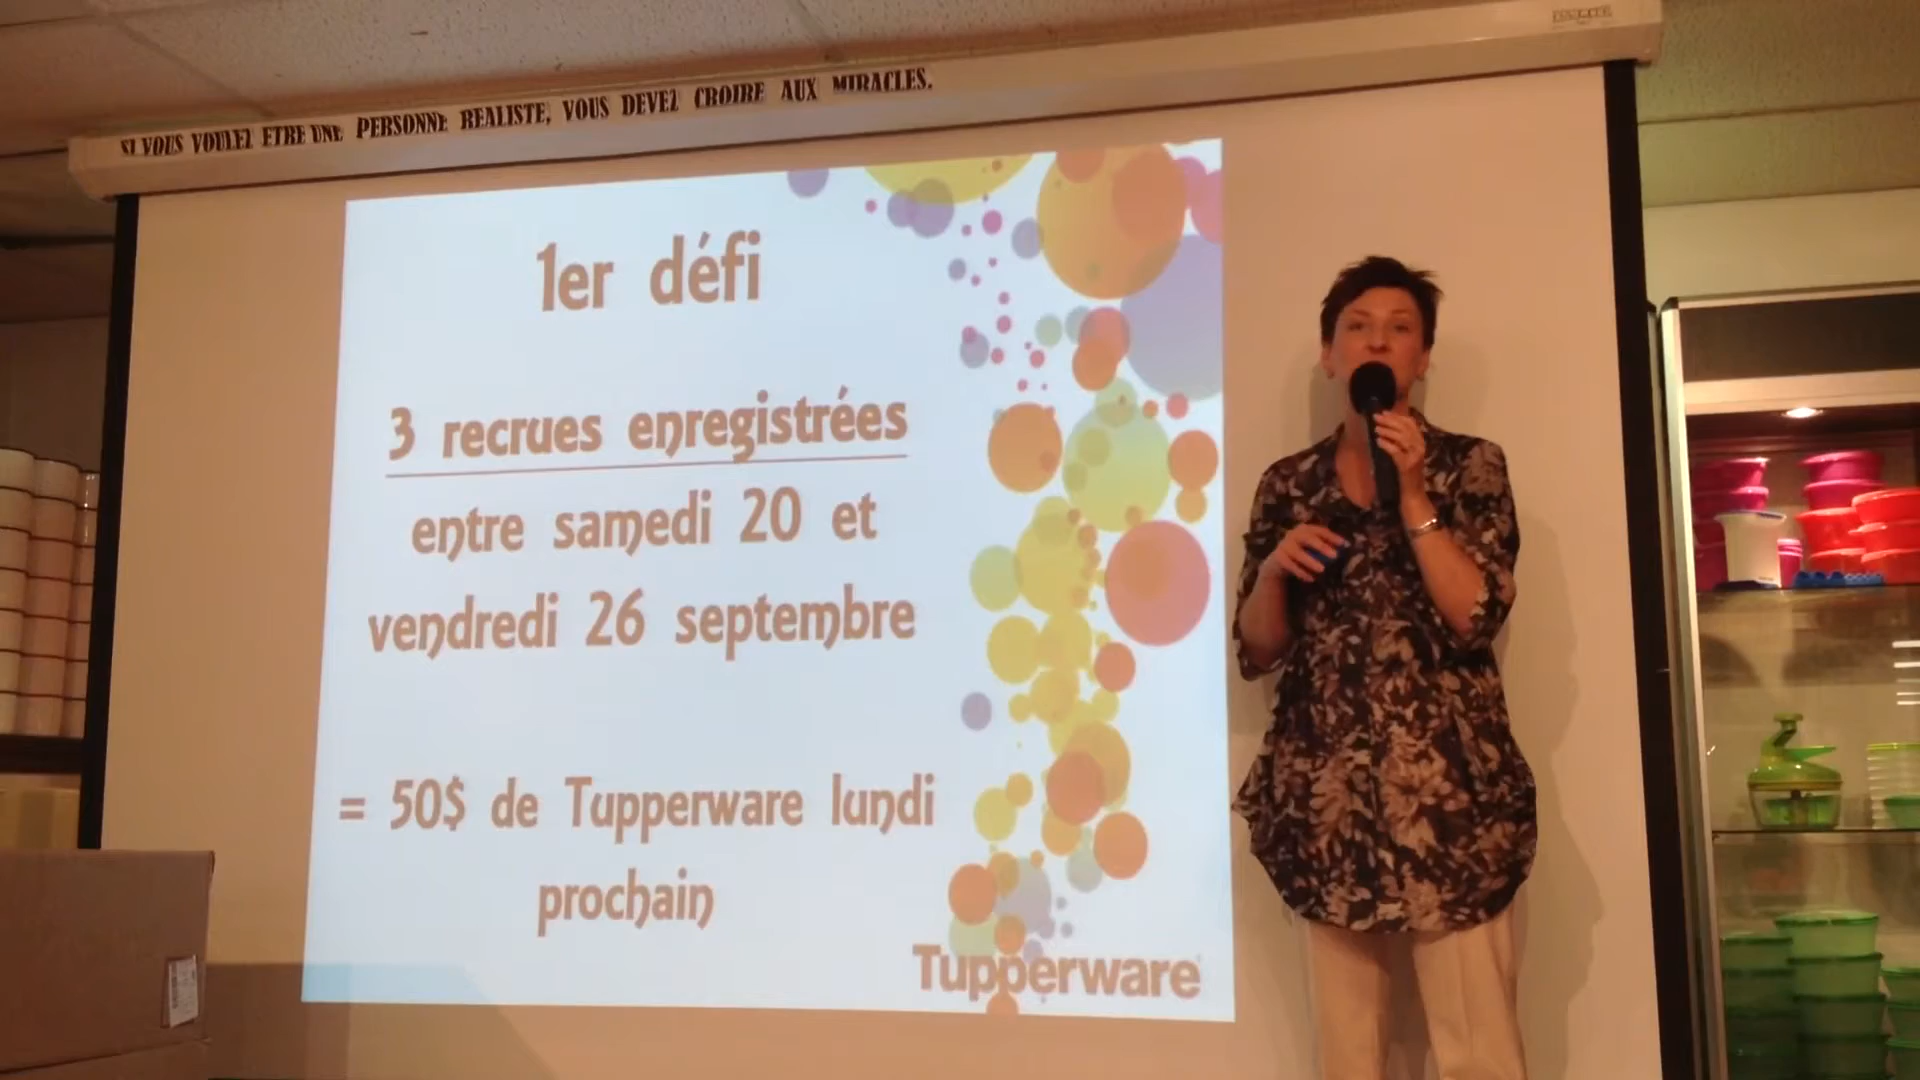 SI VOUS VOULEZ ETRE UNE PERSONNE REALISTE, VOUS DEVEZ CROIRE AUX MIRACLES.
1er défi
3 recrues enregistrées
entre samedi 20 et
vendredi 26 septembre
= 50$ de Tupperware lundi
prochain
Tupperware